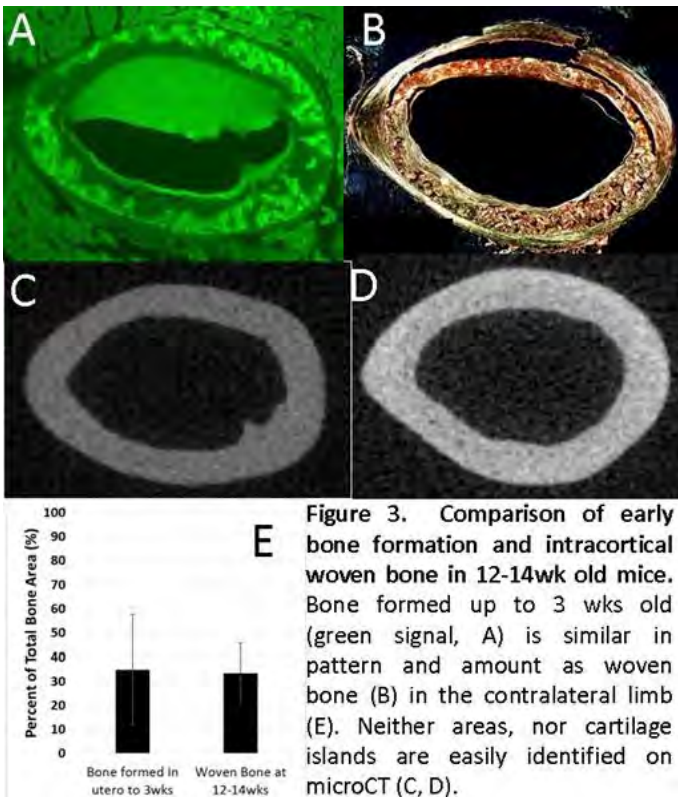 A
B
C
D
E
Percent of Total Bone Area (%)
100
90
80
70
60
50
40
30
20
10
0
Bone formed in
utero to 3wks
Woven Bone at
12-14wks
Figure 3. Comparison of early
bone formation and intracortical
woven bone in 12-14wk old mice.
Bone formed up to 3 wks old
(green signal, A) is similar in
pattern and amount as woven
bone (B) in the contralateral limb
(E). Neither areas, nor cartilage
islands are easily identified on
microCT (C, D).